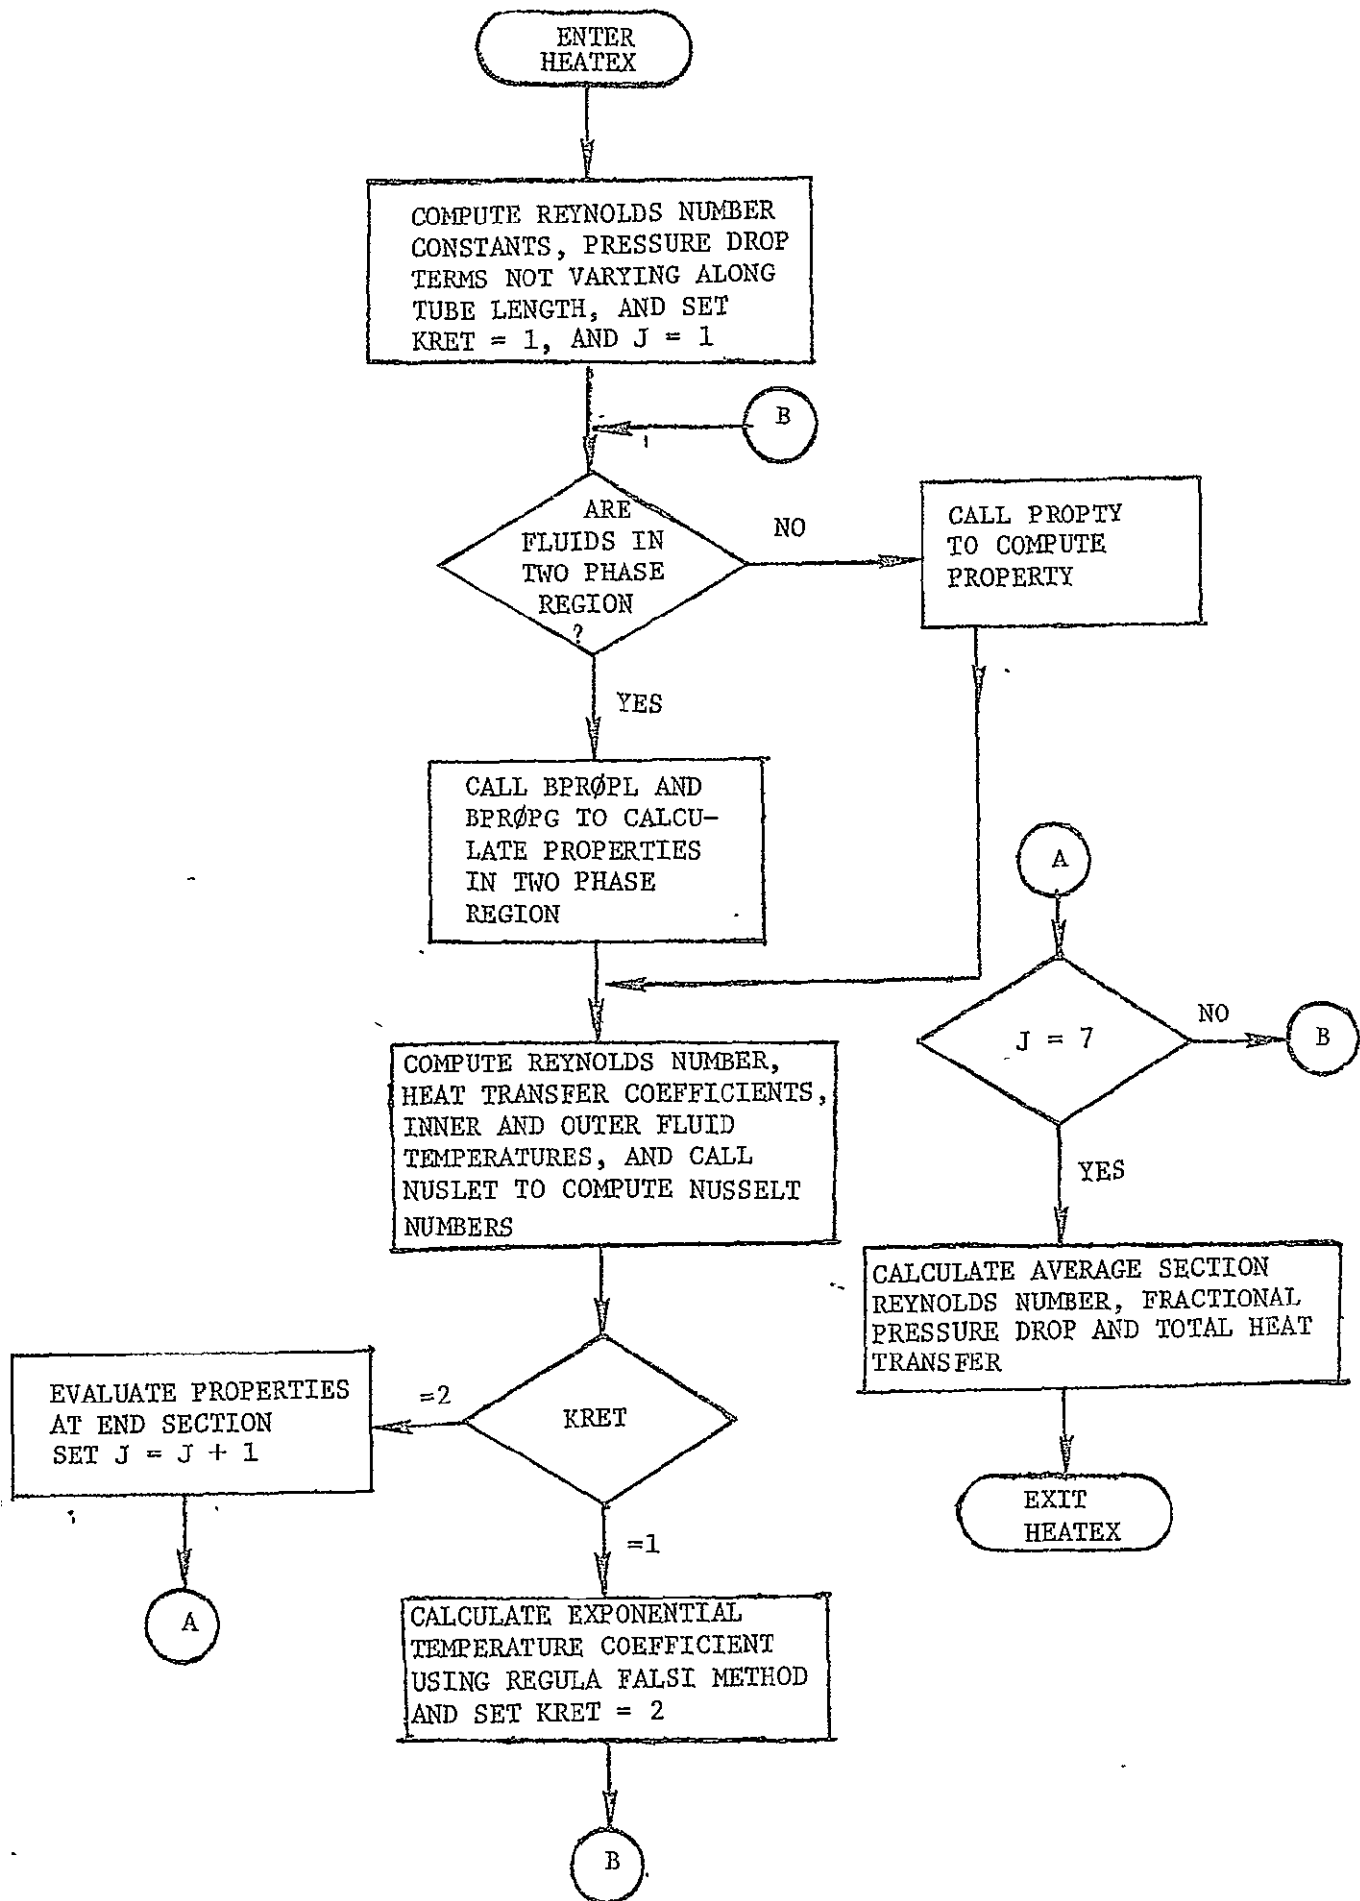 ENTER
HEATEX
COMPUTE REYNOLDS NUMBER
CONSTANTS, PRESSURE DROP
TERMS NOT VARYING ALONG
TUBE LENGTH, AND SET
KRET = 1, AND J = 1
B
ARE
FLUIDS IN
TWO PHASE
REGION
?
NO
CALL PROPTY
TO COMPUTE
PROPERTY
YES
CALL BPRØPL AND
BPRØPG TO CALCU-
LATE PROPERTIES
IN TWO PHASE
REGION
COMPUTE REYNOLDS NUMBER,
HEAT TRANSFER COEFFICIENTS,
INNER AND OUTER FLUID
TEMPERATURES, AND CALL
NUSLET TO COMPUTE NUSSELT
NUMBERS
KRET
=2
EVALUATE PROPERTIES
AT END SECTION
SET J = J + 1
A
=1
CALCULATE EXPONENTIAL
TEMPERATURE COEFFICIENT
USING REGULA FALSI METHOD
AND SET KRET = 2
B
A
J = 7
NO
B
YES
CALCULATE AVERAGE SECTION
REYNOLDS NUMBER, FRACTIONAL
PRESSURE DROP AND TOTAL HEAT
TRANSFER
EXIT
HEATEX